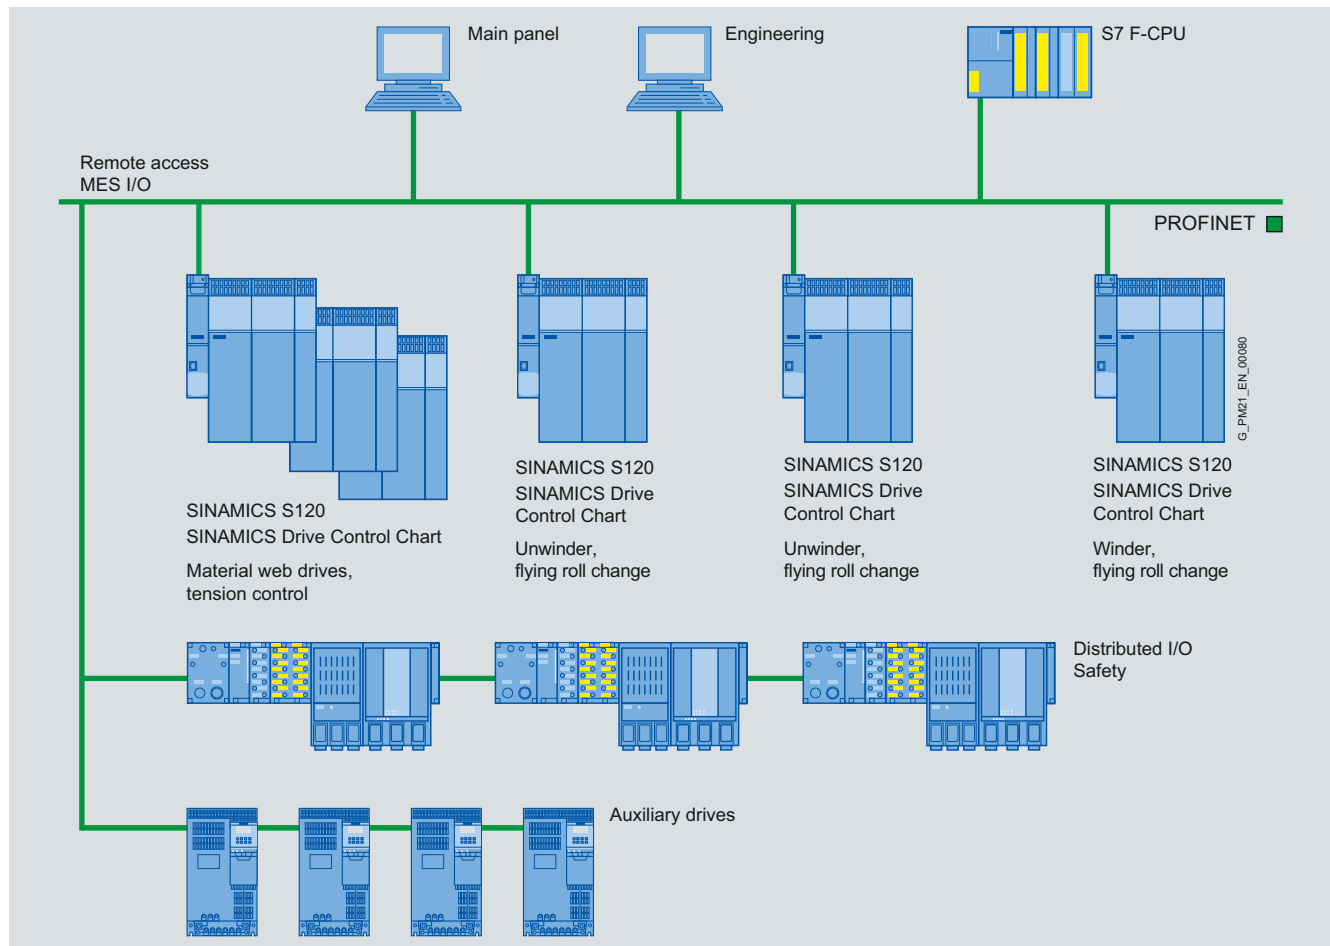 Main panel
Engineering
S7 F-CPU
Remote access
MES I/O
PROFINET
G_PM21_EN_00080
SINAMICS S120
SINAMICS Drive Control Chart
Material web drives,
tension control
SINAMICS S120
SINAMICS Drive
Control Chart
Unwinder,
flying roll change
SINAMICS S120
SINAMICS Drive
Control Chart
Unwinder,
flying roll change
SINAMICS S120
SINAMICS Drive
Control Chart
Winder,
flying roll change
Distributed I/O
Safety
Auxiliary drives